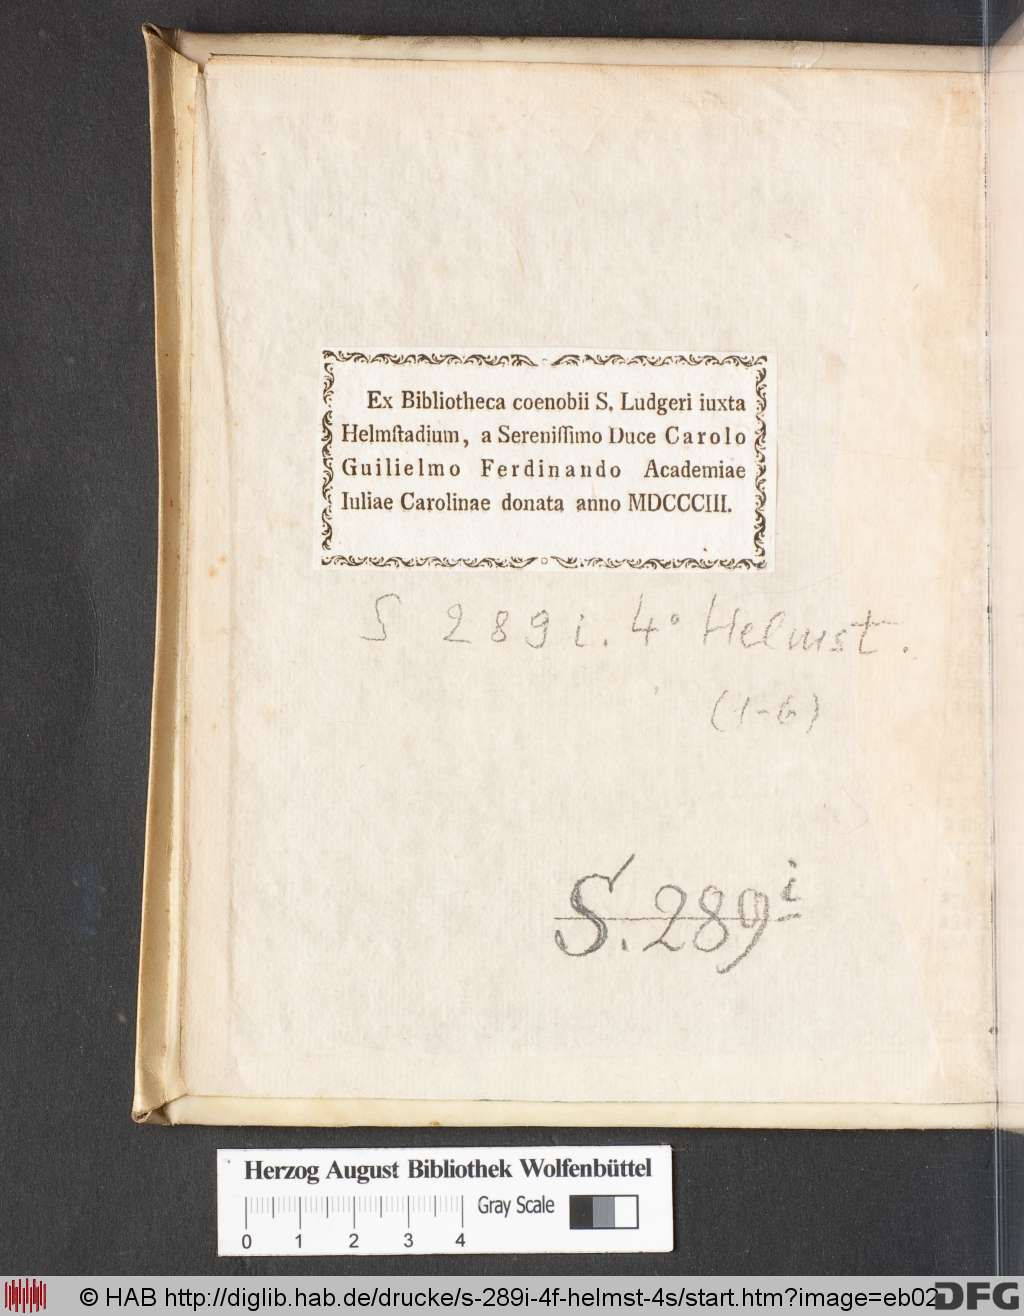 Ex Bibliotheca coenobii S. Ludgeri iuxta
Helmſtadium, a Sereniſſimo Duce Carolo
Guilielmo Ferdinando Academiae
Iuliae Carolinae donata anno MDCCCIII.
S 289 i. 4° Helmst.
(1-6)
S. 289 i
Herzog August Bibliothek Wolfenbüttel
Gray Scale
0 1 2 3 4
© HAB http://diglib.hab.de/drucke/s-289i-4f-helmst-4s/start.htm?image=eb02
DFG